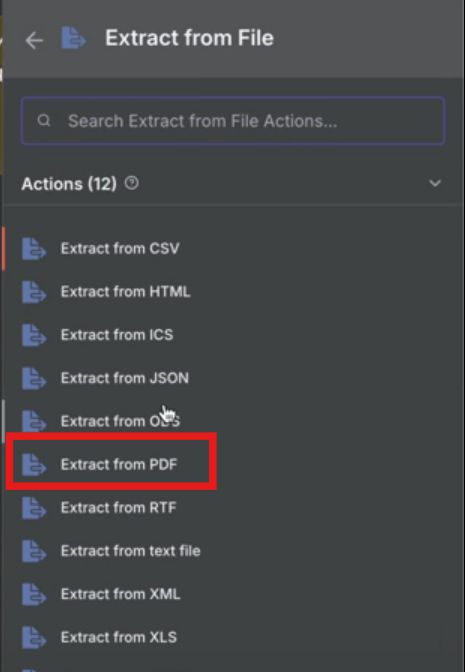 Extract from File
Search Extract from File Actions...
Actions (12)
Extract from CSV
Extract from HTML
Extract from ICS
Extract from JSON
Extract from
Extract from PDF
Extract from RTF
Extract from text file
Extract from XML
Extract from XLS